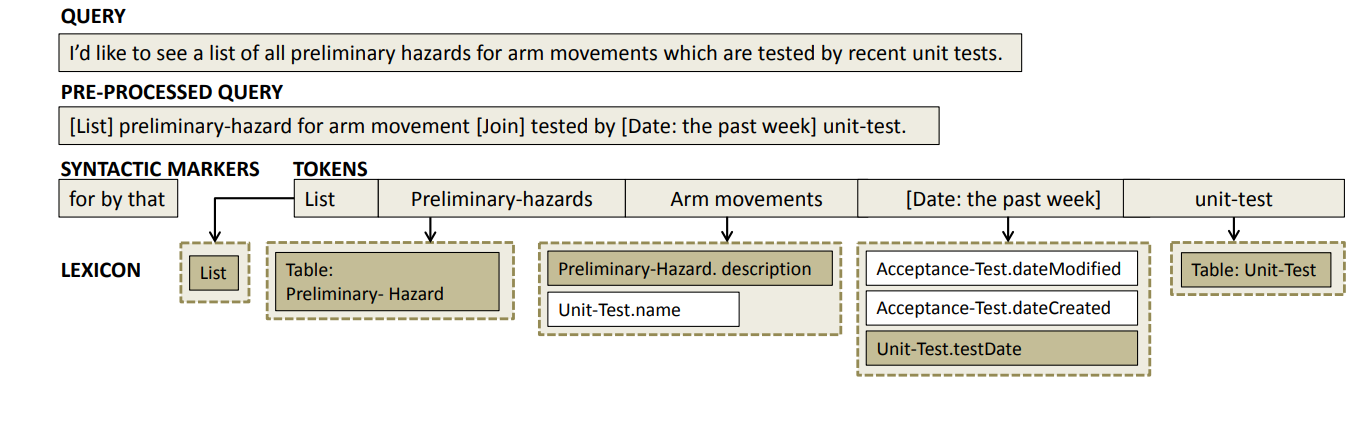 QUERY
I’d like to see a list of all preliminary hazards for arm movements which are tested by recent unit tests.
PRE-PROCESSED QUERY
[List] preliminary-hazard for arm movement [Join] tested by [Date: the past week] unit-test.
SYNTACTIC MARKERS TOKENS
for by that List Preliminary-hazards Arm movements [Date: the past week] unit-test
LEXICON
List
Table:
Preliminary- Hazard
Preliminary-Hazard. description
Unit-Test.name
Acceptance-Test.dateModified
Acceptance-Test.dateCreated
Unit-Test.testDate
Table: Unit-Test